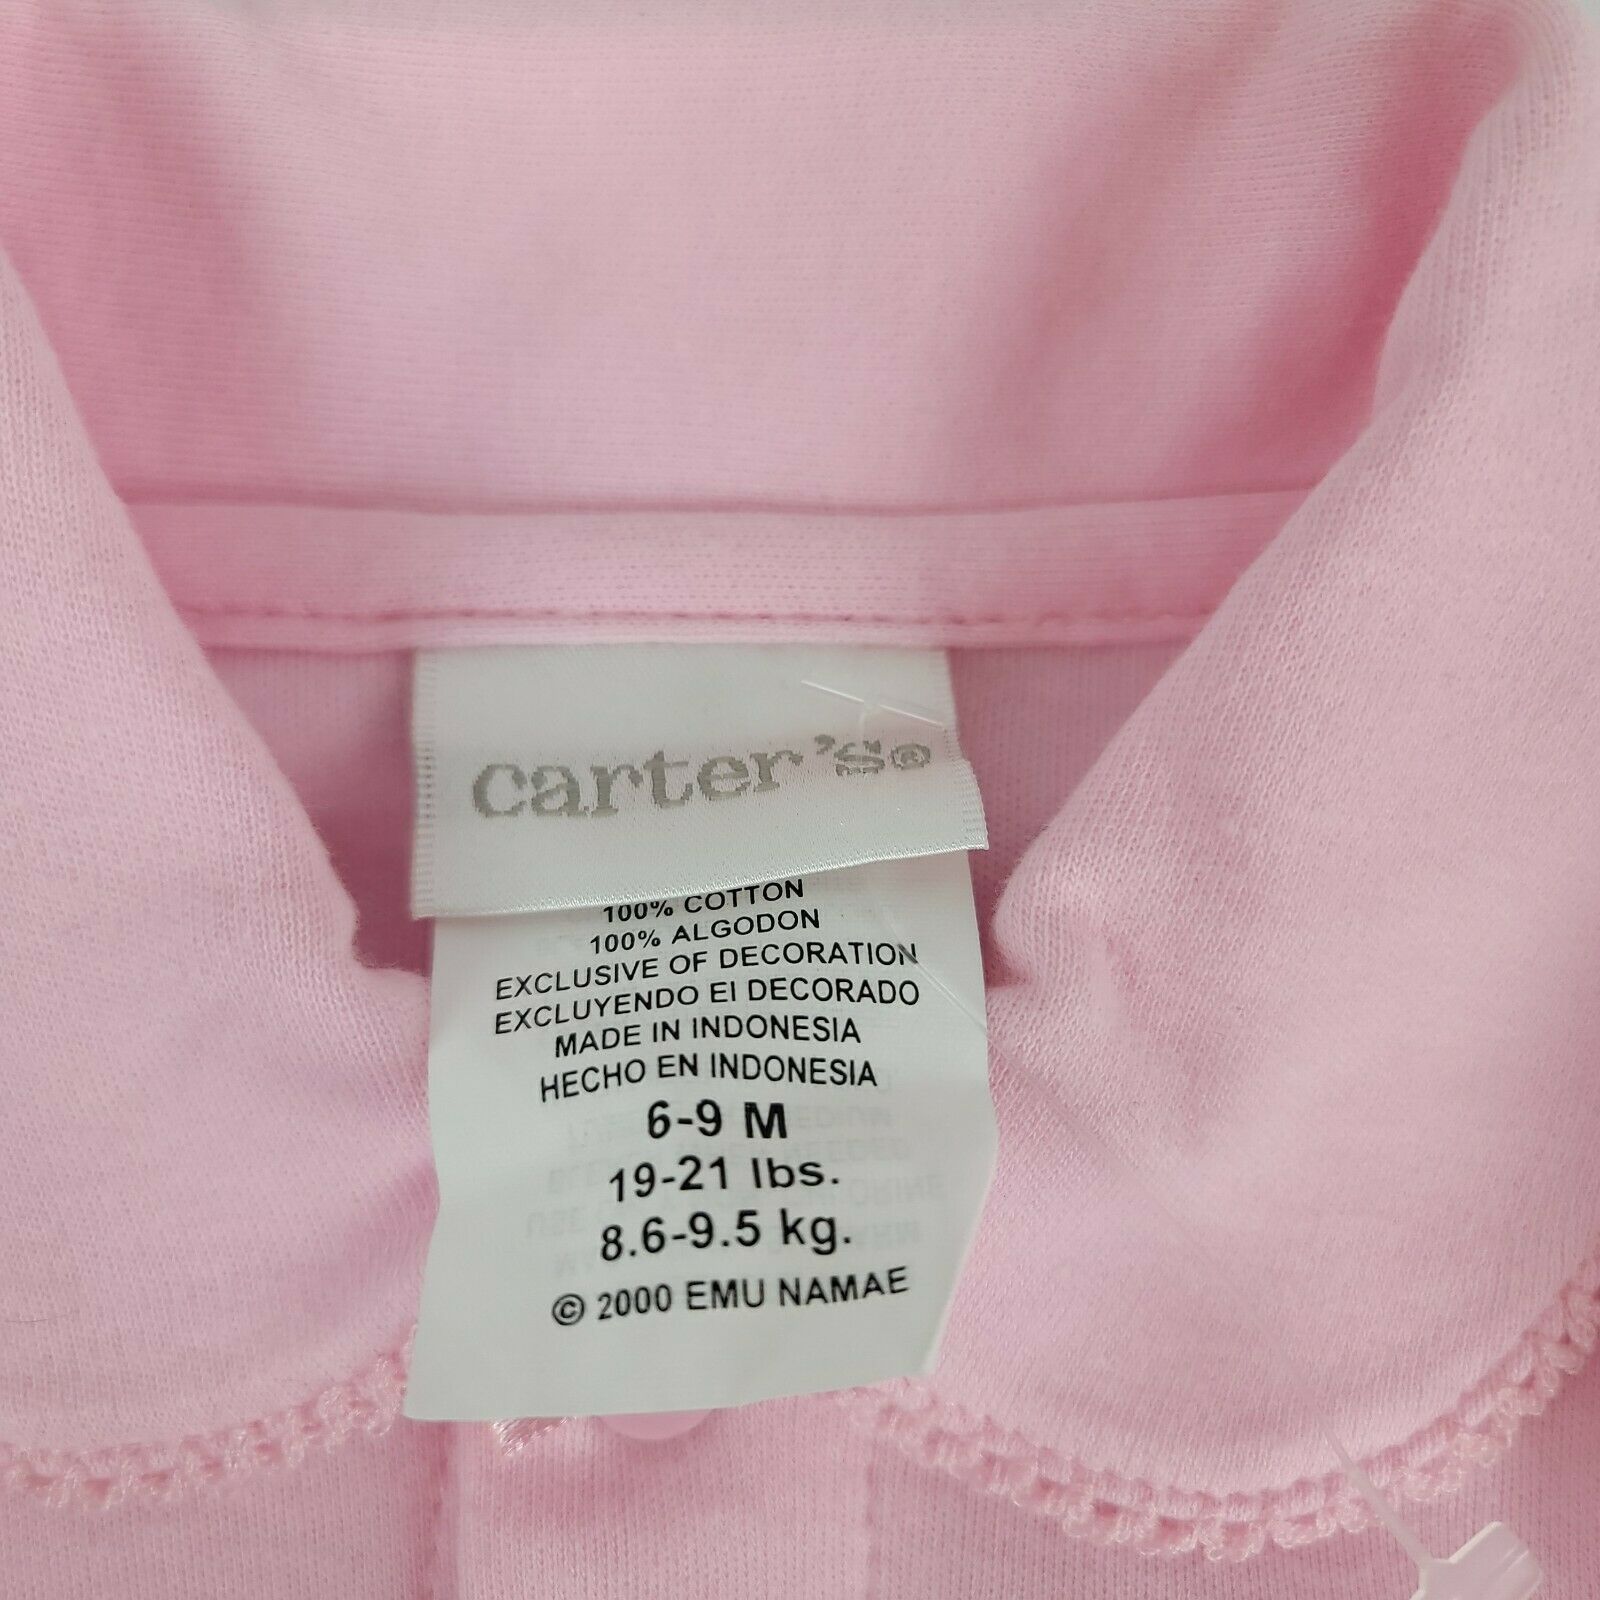 carter's®
100% COTTON
100% ALGODON
EXCLUSIVE OF DECORATION
EXCLUYENDO El DECORADO
MADE IN INDONESIA
HECHO EN INDONESIA
6-9 M
19-21 lbs.
8.6-9.5 kg.
© 2000 EMU NAMAE